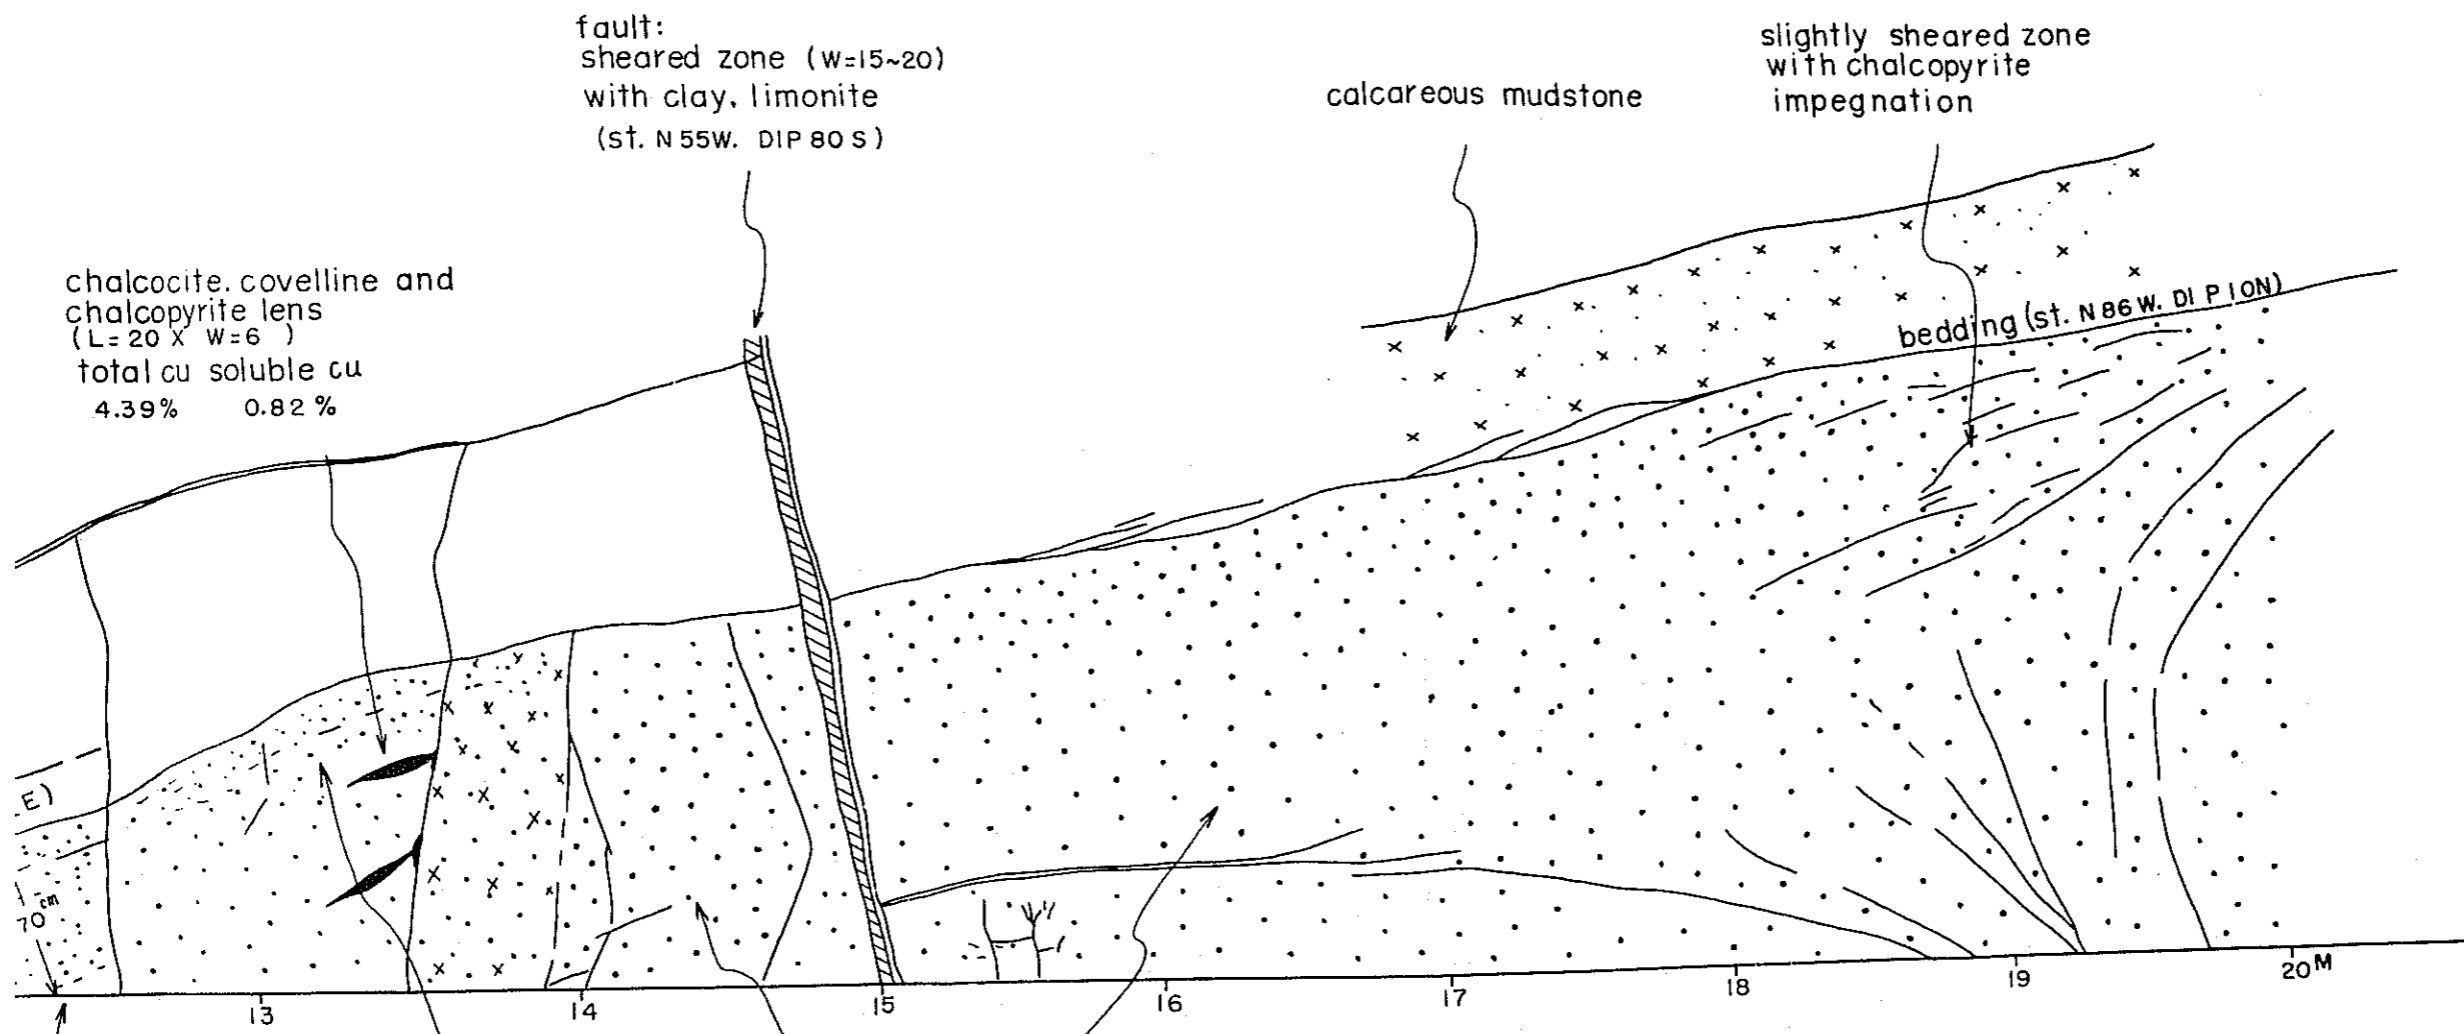 fault:
sheared zone (W=15~20)
with clay, limonite
(st. N 55W. DIP 80 S)
calcareous mudstone
slightly sheared zone
with chalcopyrite
impegnation
chalcocite. covelline and
chalcopyrite lens
(L=20 X W=6 )
total cu soluble cu
4.39% 0.82%
bedding (st. N 86 W. DIP 10N)
E)
70cm
13 14 15 16 17 18 19 20M